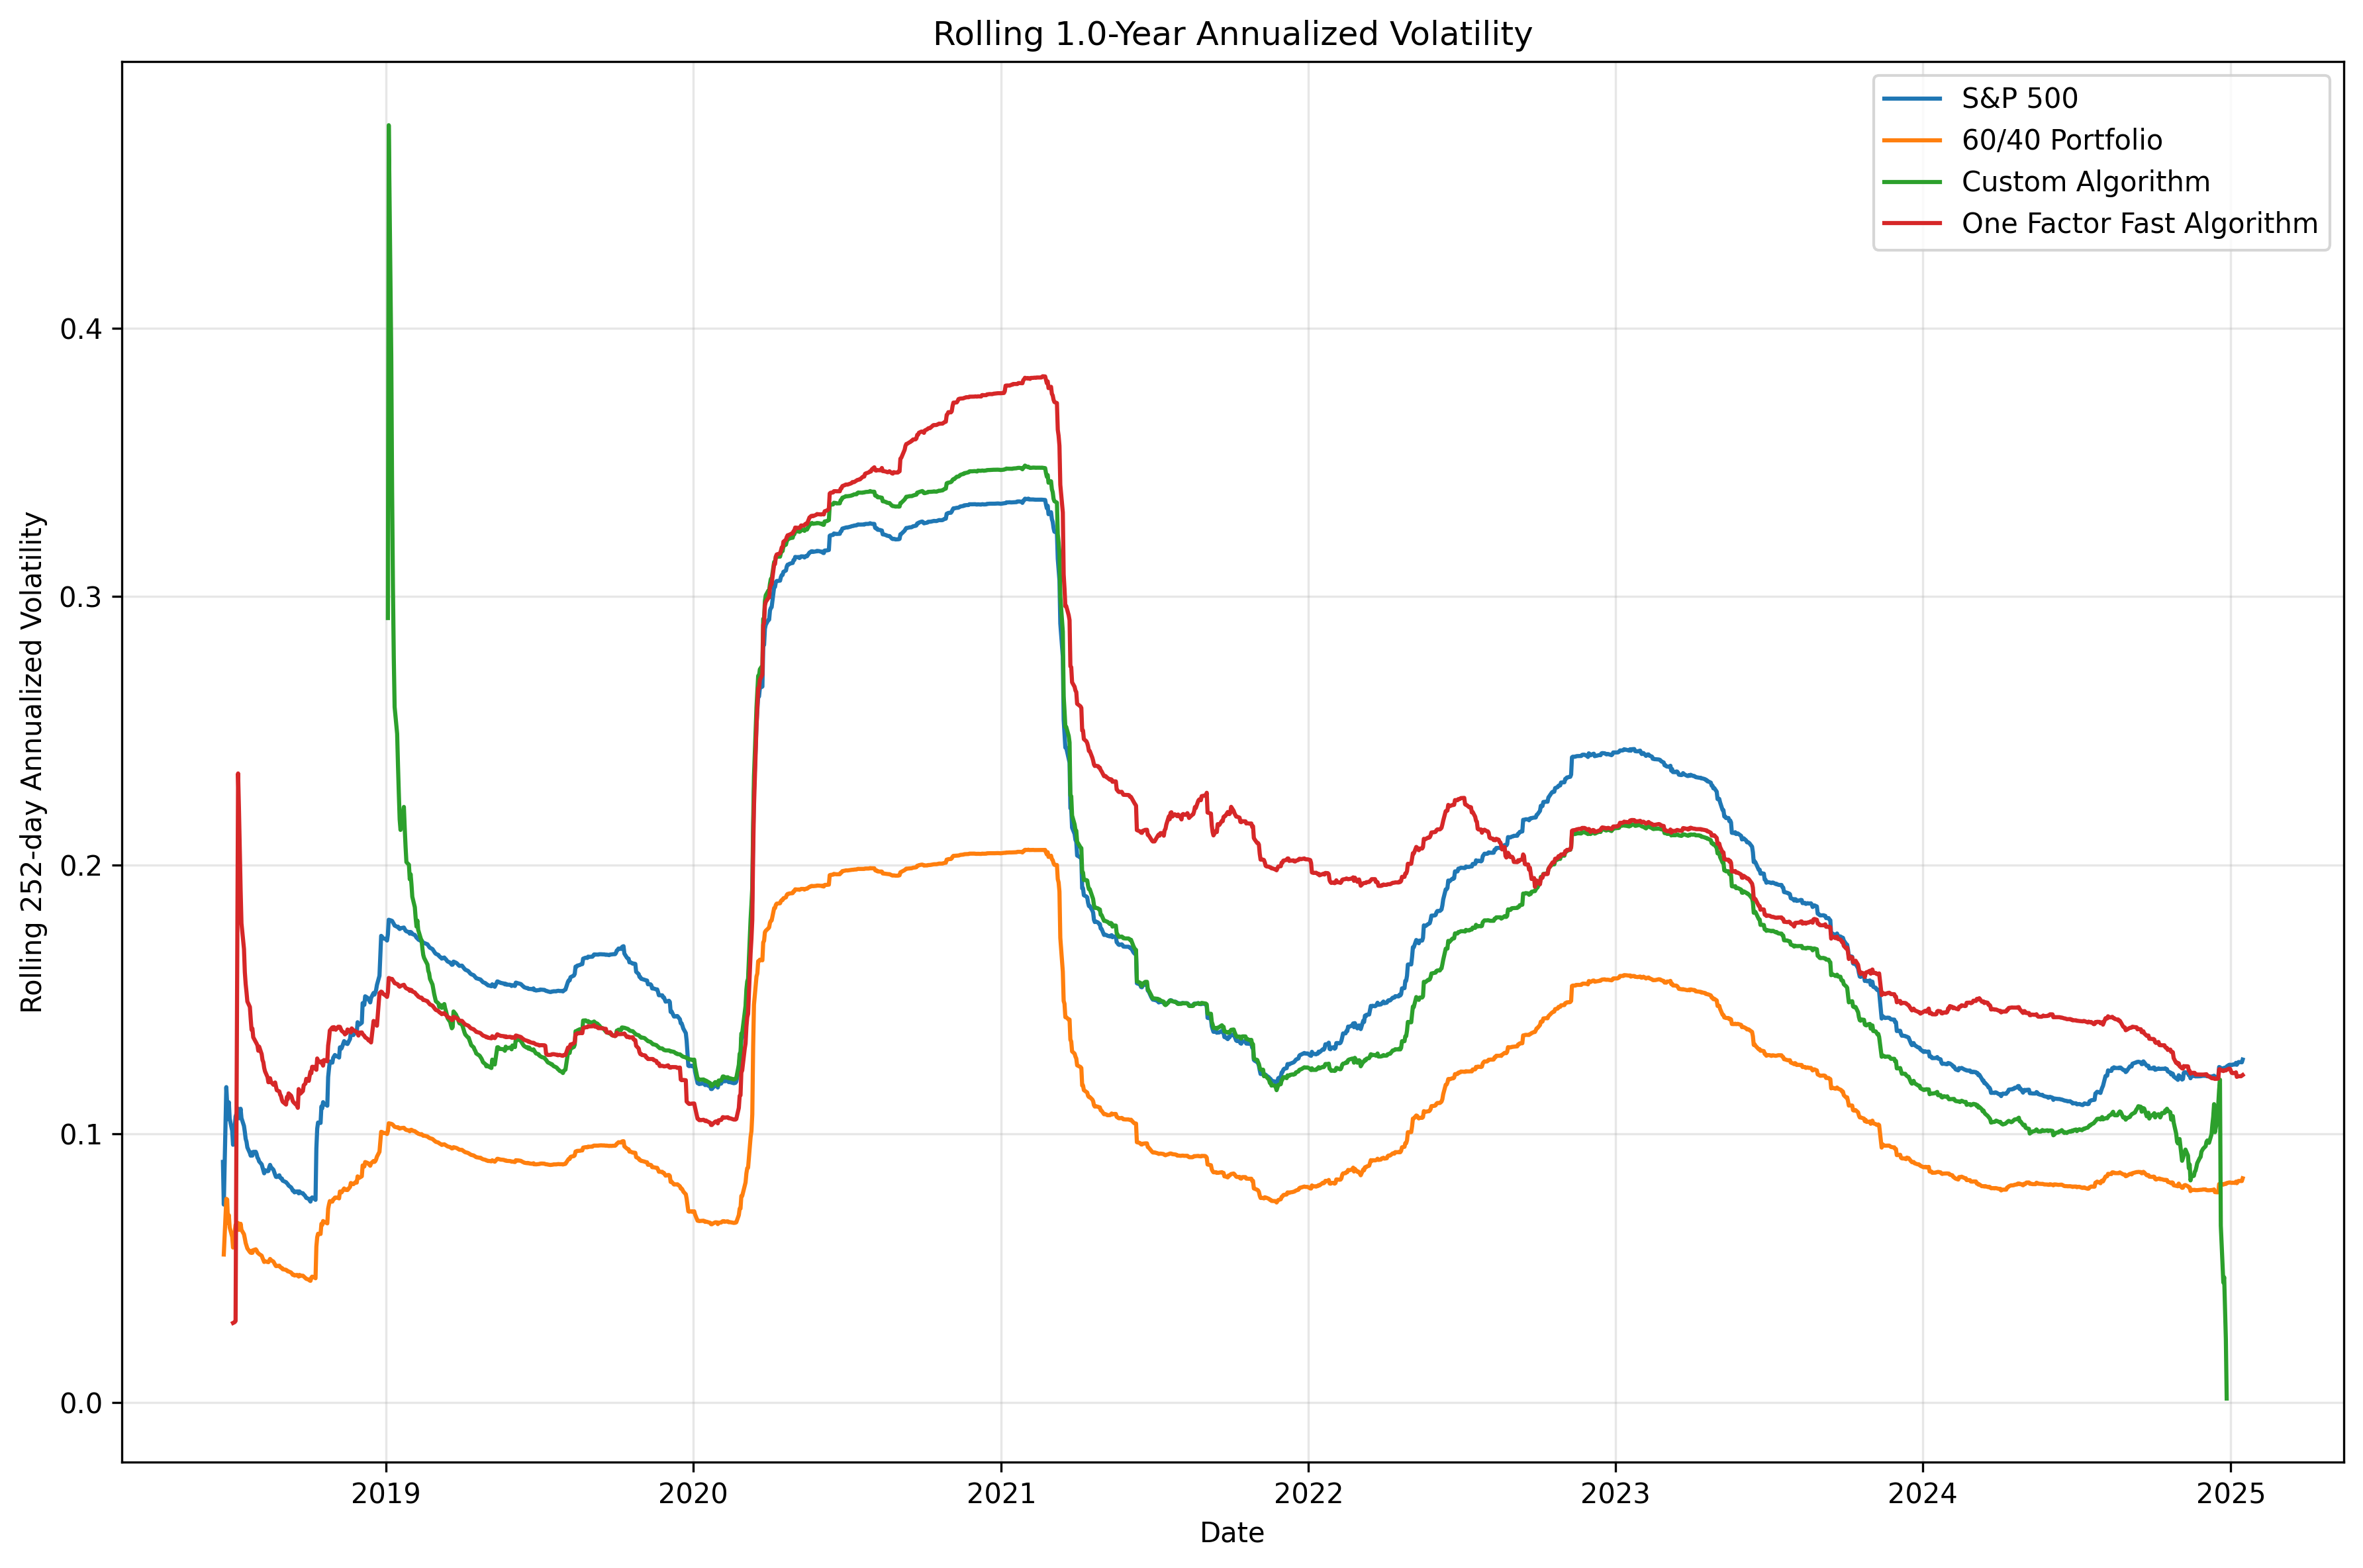 Rolling 1.0-Year Annualized Volatility
S&P 500
60/40 Portfolio
Custom Algorithm
One Factor Fast Algorithm
Rolling 252-day Annualized Volatility
0.4
0.3
0.2
0.1
0.0
2019 2020 2021 2022 2023 2024 2025
Date